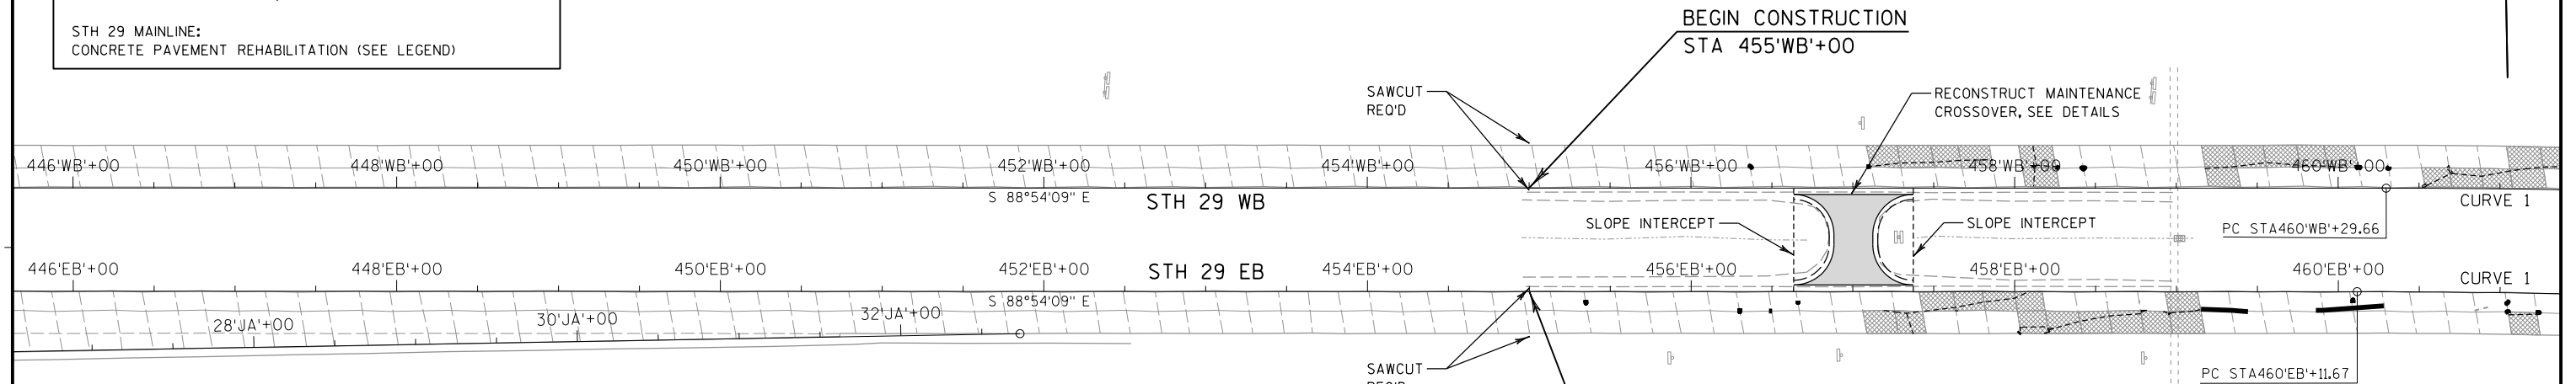 STH 29 MAINLINE:
CONCRETE PAVEMENT REHABILITATION (SEE LEGEND)
BEGIN CONSTRUCTION
STA 455'WB'+00
SAWCUT
REQ'D
RECONSTRUCT MAINTENANCE
CROSSOVER, SEE DETAILS
446'WB'+00 448'WB'+00 450'WB'+00 452'WB'+00 454'WB'+00 456'WB'+00 458'WB'+00 460'WB'+00
S 88°54'09" E
STH 29 WB
CURVE 1
SLOPE INTERCEPT
SLOPE INTERCEPT
PC STA460'WB'+29.66
446'EB'+00 448'EB'+00 450'EB'+00 452'EB'+00 454'EB'+00 456'EB'+00 458'EB'+00 460'EB'+00
STH 29 EB
CURVE 1
S 88°54'09" E
28'JA'+00 30'JA'+00 32'JA'+00
SAWCUT
PC STA460'EB'+11.67